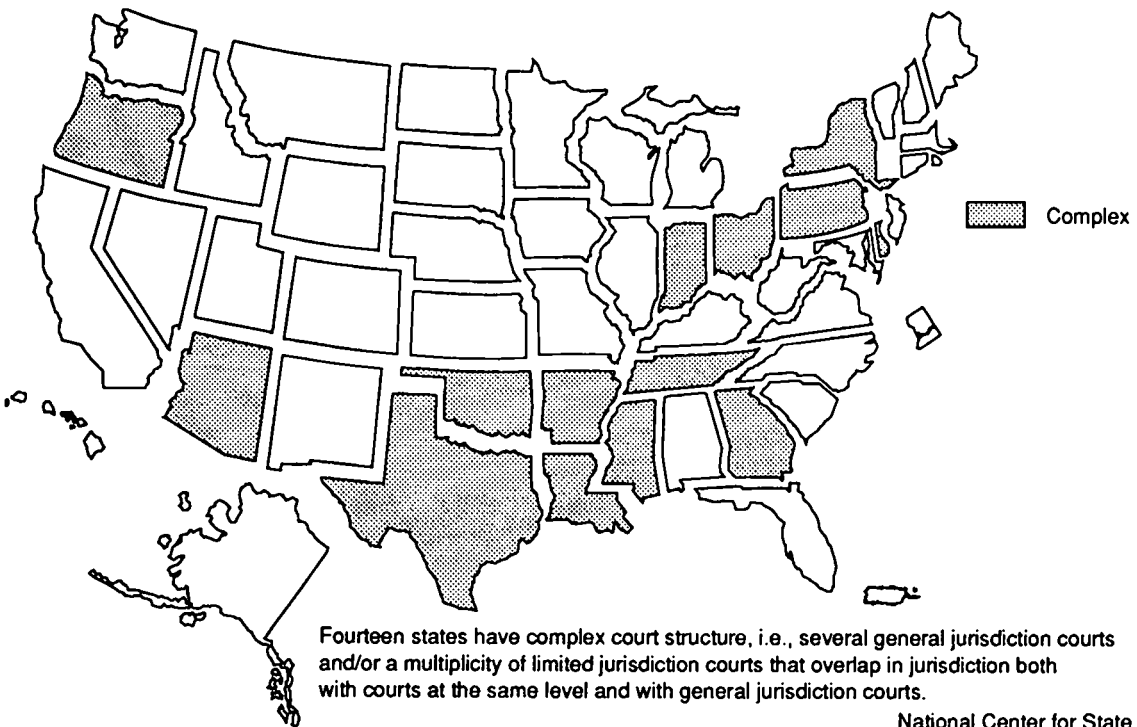 Complex
Fourteen states have complex court structure, i.e., several general jurisdiction courts
and/or a multiplicity of limited jurisdiction courts that overlap in jurisdiction both
with courts at the same level and with general jurisdiction courts.
National Center for State